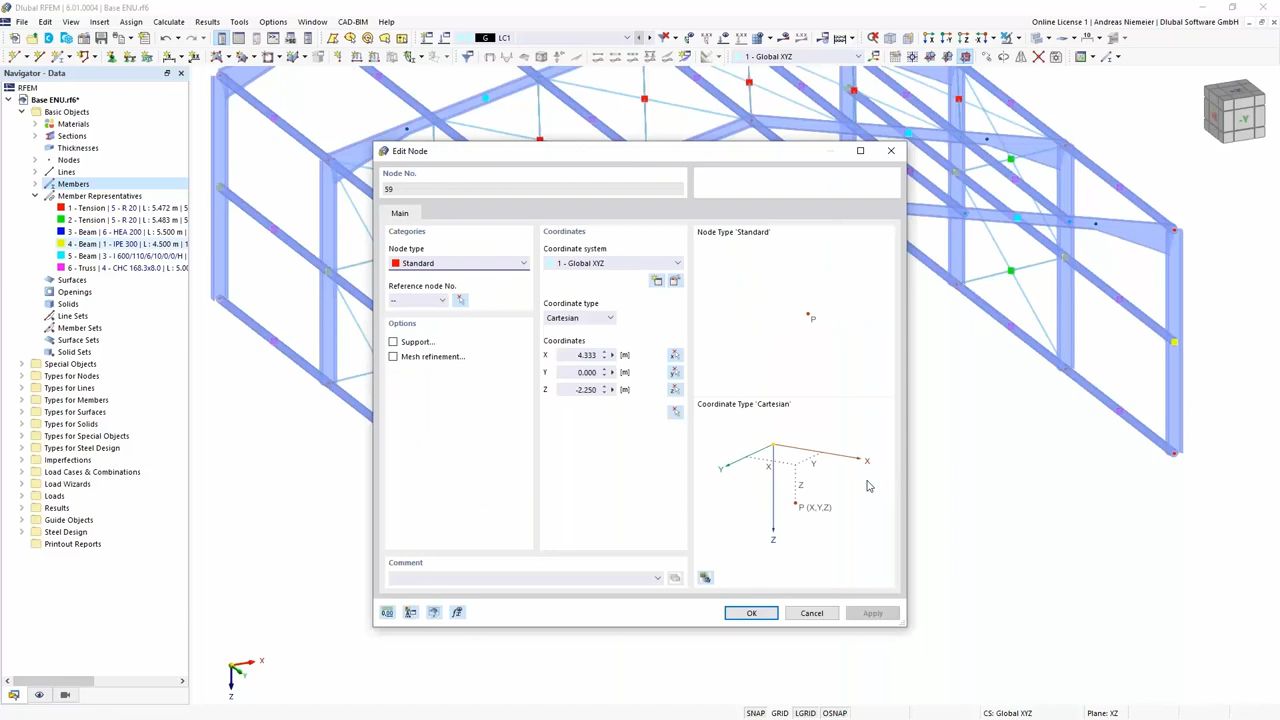 Dlubal RFEM | 6.01.0004 | Base ENU.rf6*
File Edit View Insert Assign Calculate Results Tools Options Window CAD-BIM Help
Online License 1 | Andreas Niemeier | Dlubal Software GmbH
G LC1
1 - Global XYZ
Navigator - Data
RFEM
Base ENU.rf6*
Basic Objects
Materials
Sections
Thicknesses
Nodes
Lines
Members
Member Representatives
1 - Tension | 5 - R 20 | L : 5.472 m | 5
2 - Tension | 5 - R 20 | L : 5.483 m | 5
3 - Beam | 6 - HEA 200 | L : 5.500 m |
4 - Beam | 1 - IPE 300 | L : 4.500 m | 1
5 - Beam | 3 - I 600/110/6/10/0/0/H |
6 - Truss | 4 - CHC 168.3x8.0 | L : 5.00
Surfaces
Openings
Solids
Line Sets
Member Sets
Surface Sets
Solid Sets
Special Objects
Types for Nodes
Types for Lines
Types for Members
Types for Surfaces
Types for Solids
Types for Special Objects
Types for Steel Design
Imperfections
Load Cases & Combinations
Load Wizards
Loads
Results
Guide Objects
Steel Design
Printout Reports
-Y
Edit Node
Node No.
59
Main
Categories
Node type
Standard
Reference node No.
--
Options
Support...
Mesh refinement...
Coordinates
Coordinate system
1 - Global XYZ
Coordinate type
Cartesian
Coordinates
X 4.333 [m]
Y 0.000 [m]
Z -2.250 [m]
Node Type 'Standard'
P
Coordinate Type 'Cartesian'
X
Y
X
Y
Z
P (X,Y,Z)
Z
Comment
OK Cancel Apply
X
Y
Z
SNAP GRID LGRID OSNAP CS: Global XYZ Plane: XZ